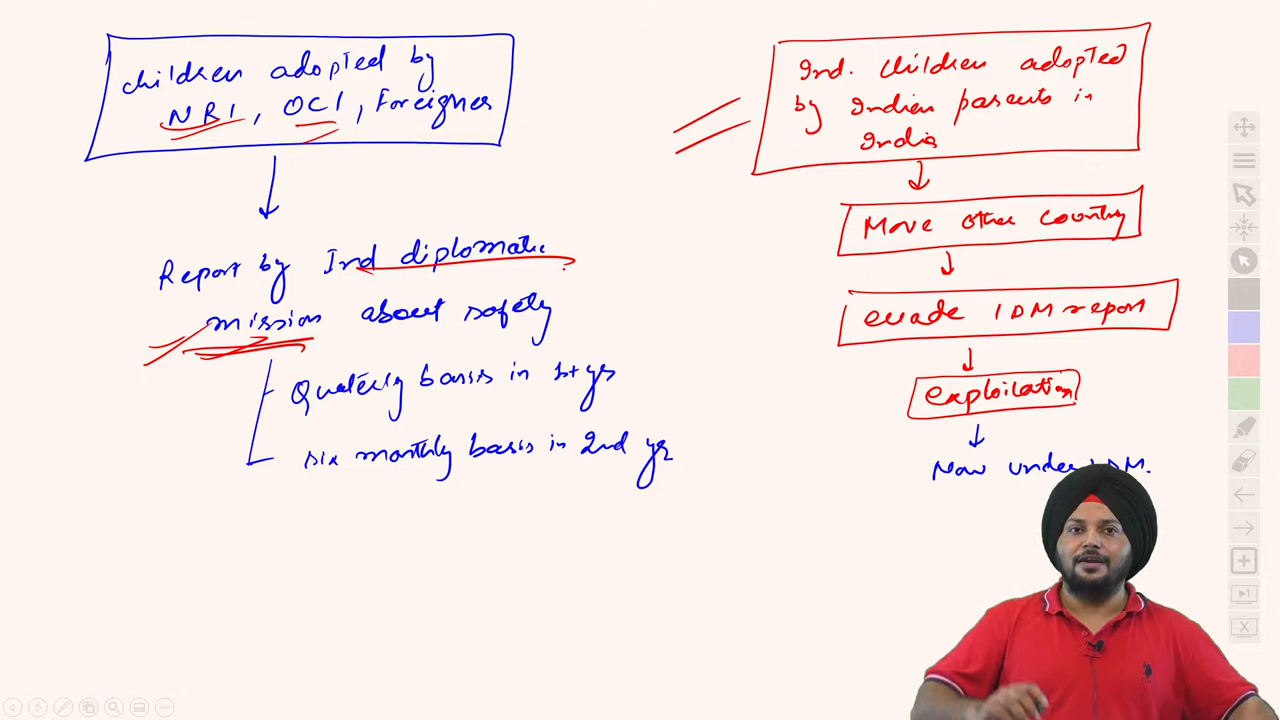 Children adopted by
NRI, OCI, Foreigner
Report by Ind diplomatic
mission about safety
Quaterly basis in 1st yr
six monthly basis in 2nd yr
Ind. children adopted
by Indian parents in
India
Move other country
evade IDM report
exploitation
Now under IDM.